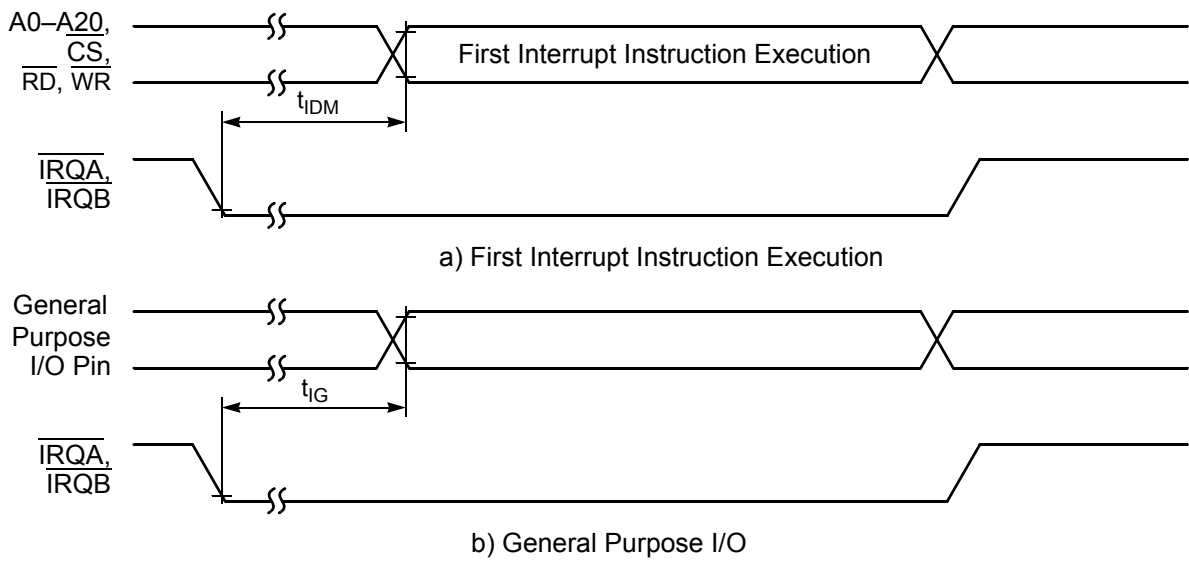 A0–A20,
CS,
RD, WR
First Interrupt Instruction Execution
tIDM
IRQA,
IRQB
a) First Interrupt Instruction Execution
General
Purpose
I/O Pin
tIG
IRQA,
IRQB
b) General Purpose I/O